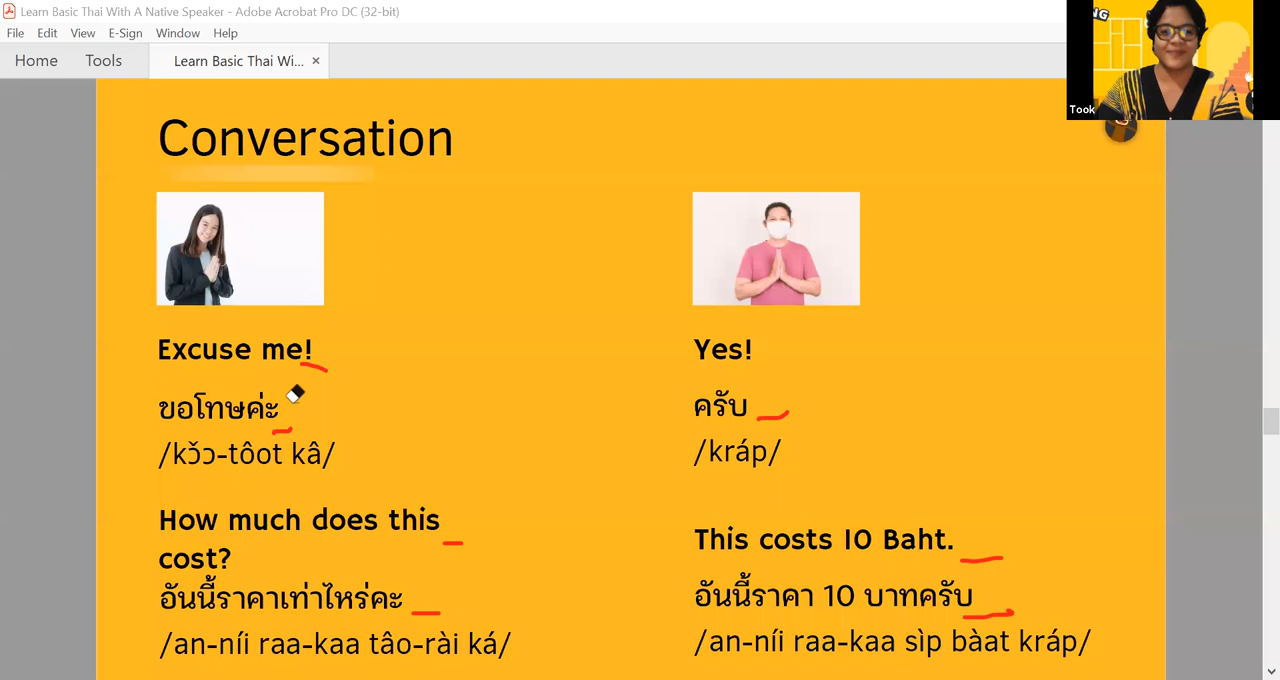 Learn Basic Thai With A Native Speaker - Adobe Acrobat Pro DC (32-bit)
File Edit View E-Sign Window Help
Home Tools Learn Basic Thai Wi... ×
NG
Took
Conversation
Excuse me!
ขอโทษค่ะ
/kɔ̌ɔ-tôot kâ/
How much does this
cost?
อันนี้ราคาเท่าไหร่คะ
/an-níi raa-kaa tâo-rài ká/
Yes!
ครับ
/kráp/
This costs 10 Baht.
อันนี้ราคา 10 บาทครับ
/an-níi raa-kaa sìp bàat kráp/